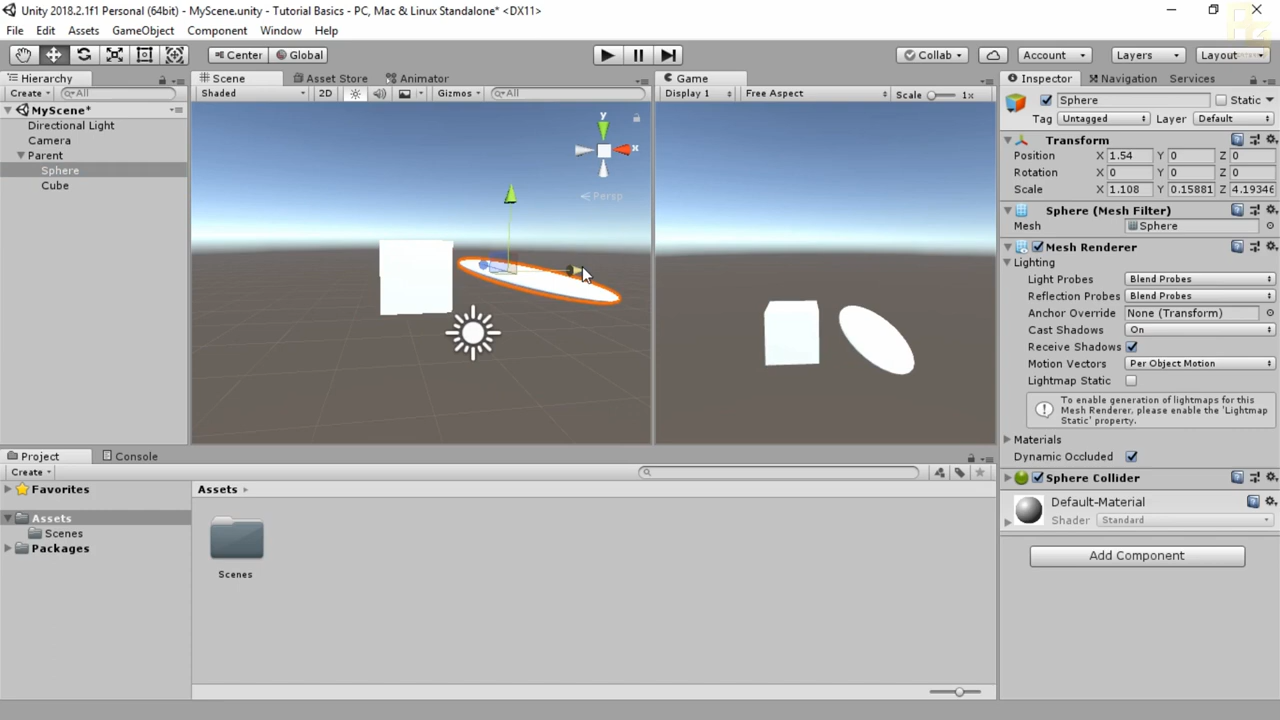 Unity 2018.2.1f1 Personal (64bit) - MyScene.unity - Tutorial Basics - PC, Mac & Linux Standalone* <DX11>
File Edit Assets GameObject Component Window Help
Center Global Collab Account Layers Layout
Hierarchy
Create All
MyScene*
Directional Light
Camera
Parent
Sphere
Cube
Scene Asset Store Animator
Shaded 2D Gizmos All
y
x
Persp
Game
Display 1 Free Aspect Scale 1x
Inspector Navigation Services
Sphere Static
Tag Untagged Layer Default
Transform
Position X 1.54 Y 0 Z 0
Rotation X 0 Y 0 Z 0
Scale X 1.108 Y 0.15881 Z 4.19346
Sphere (Mesh Filter)
Mesh Sphere
Mesh Renderer
Lighting
Light Probes Blend Probes
Reflection Probes Blend Probes
Anchor Override None (Transform)
Cast Shadows On
Receive Shadows
Motion Vectors Per Object Motion
Lightmap Static
To enable generation of lightmaps for this
Mesh Renderer, please enable the 'Lightmap
Static' property.
Materials
Dynamic Occluded
Sphere Collider
Default-Material
Shader Standard
Add Component
Project Console
Create
Favorites
Assets
Scenes
Packages
Assets
Scenes